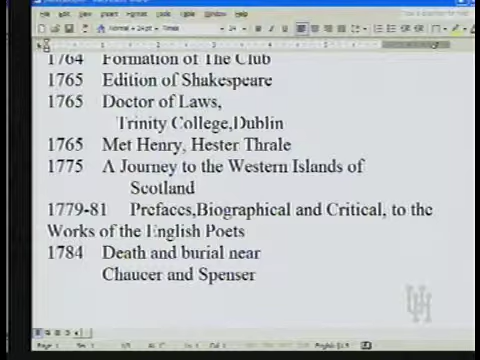 1764 Formation of The Club
1765 Edition of Shakespeare
1765 Doctor of Laws,
Trinity College,Dublin
1765 Met Henry, Hester Thrale
1775 A Journey to the Western Islands of
Scotland
1779-81 Prefaces,Biographical and Critical, to the
Works of the English Poets
1784 Death and burial near
Chaucer and Spenser